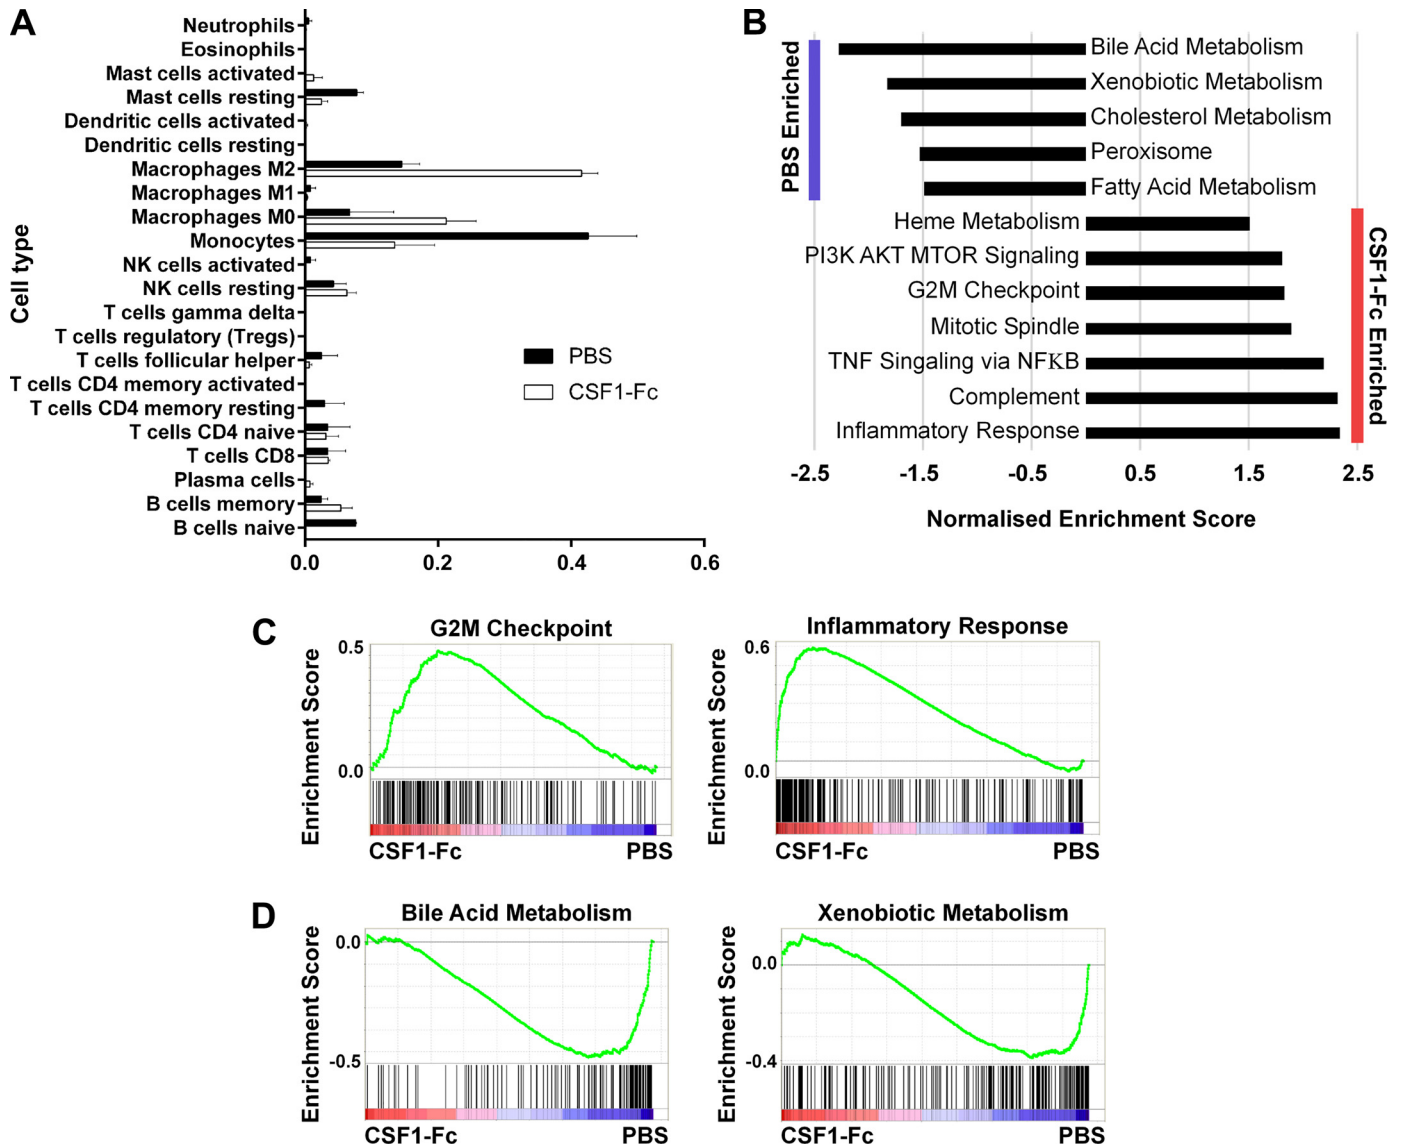 A
Cell type
Neutrophils
Eosinophils
Mast cells activated
Mast cells resting
Dendritic cells activated
Dendritic cells resting
Macrophages M2
Macrophages M1
Macrophages M0
Monocytes
NK cells activated
NK cells resting
T cells gamma delta
T cells regulatory (Tregs)
T cells follicular helper
T cells CD4 memory activated
T cells CD4 memory resting
T cells CD4 naive
T cells CD8
Plasma cells
B cells memory
B cells naive
0.0 0.2 0.4 0.6
PBS
CSF1-Fc
B
PBS Enriched
Bile Acid Metabolism
Xenobiotic Metabolism
Cholesterol Metabolism
Peroxisome
Fatty Acid Metabolism
Heme Metabolism
PI3K AKT MTOR Signaling
G2M Checkpoint
Mitotic Spindle
TNF Singaling via NFKB
Complement
Inflammatory Response
CSF1-Fc Enriched
-2.5 -1.5 -0.5 0.5 1.5 2.5
Normalised Enrichment Score
C
G2M Checkpoint
Enrichment Score
0.5
0.0
CSF1-Fc PBS
Inflammatory Response
Enrichment Score
0.6
0.0
CSF1-Fc PBS
D
Bile Acid Metabolism
Enrichment Score
0.0
-0.5
CSF1-Fc PBS
Xenobiotic Metabolism
Enrichment Score
0.0
-0.4
CSF1-Fc PBS